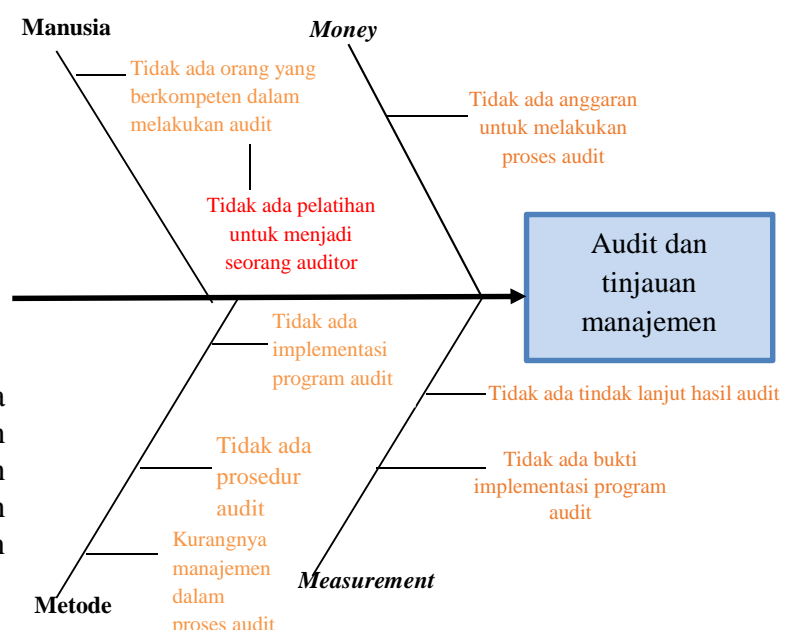 Manusia
Money
Tidak ada orang yang
berkompeten dalam
melakukan audit
Tidak ada anggaran
untuk melakukan
proses audit
Tidak ada pelatihan
untuk menjadi
seorang auditor
Audit dan
tinjauan
manajemen
Tidak ada
implementasi
program audit
Tidak ada tindak lanjut hasil audit
a
n
n
n
n
Tidak ada
prosedur
audit
Tidak ada bukti
implementasi program
audit
Kurangnya
manajemen
dalam
proses audit
Measurement
Metode